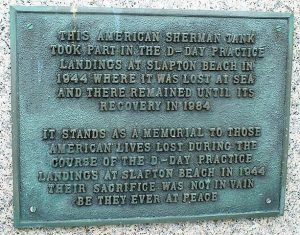 THIS AMERICAN SHERMAN TANK
TOOK PART IN THE D-DAY PRACTICE
LANDINGS AT SLAPTON BEACH IN
1944 WHERE IT WAS LOST AT SEA
AND THERE REMAINED UNTIL ITS
RECOVERY IN 1984
IT STANDS AS A MEMORIAL TO THOSE
AMERICAN LIVES LOST DURING THE
COURSE OF THE D-DAY PRACTICE
LANDINGS AT SLAPTON BEACH IN 1944
THEIR SACRIFICE WAS NOT IN VAIN
BE THEY EVER AT PEACE